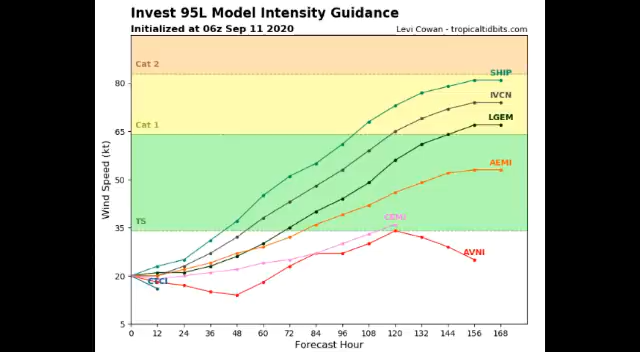 Invest 95L Model Intensity Guidance
Initialized at 06z Sep 11 2020
Levi Cowan - tropicaltidbits.com
Cat 2
SHIP
80
IVCN
LGEM
Cat 1
65
AEMI
50
Wind Speed (kt)
TS
CEMI
35
AVNI
20
5
0 12 24 36 48 60 72 84 96 108 120 132 144 156 168
Forecast Hour